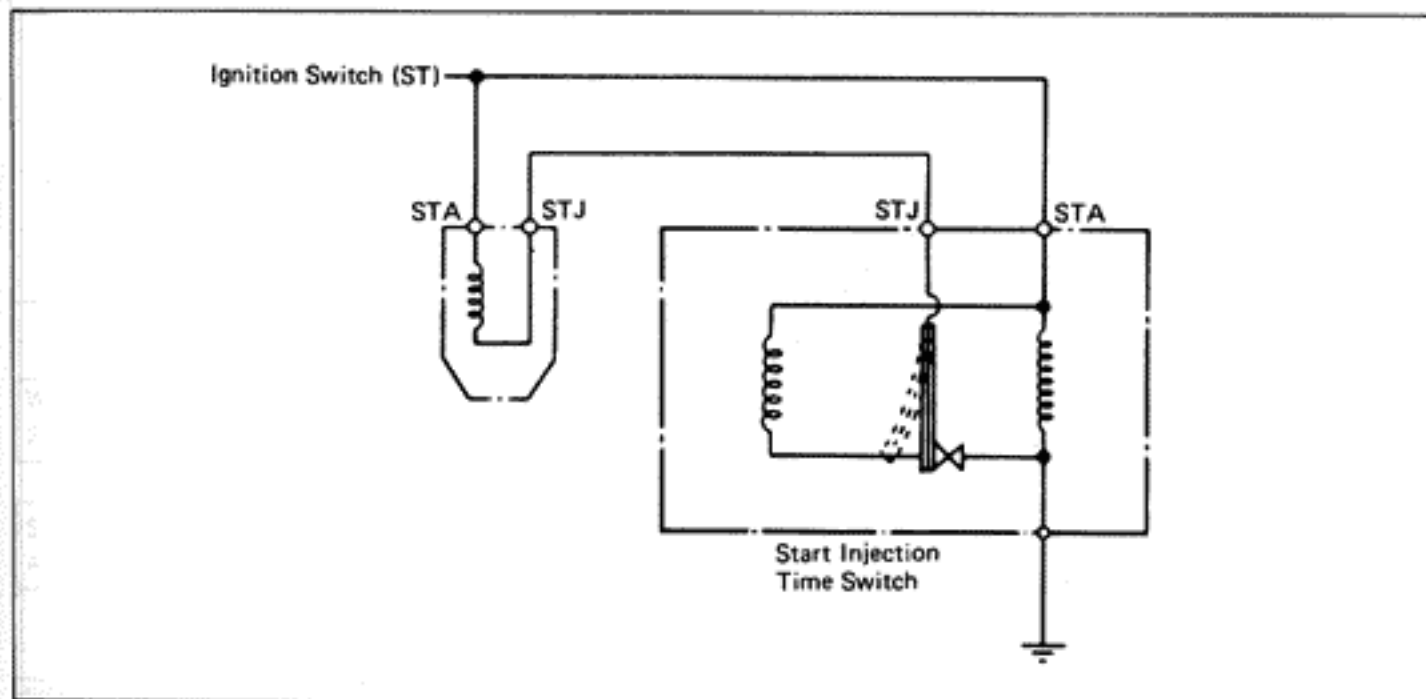 Ignition Switch (ST)
STA
STJ
STJ
STA
Start Injection
Time Switch